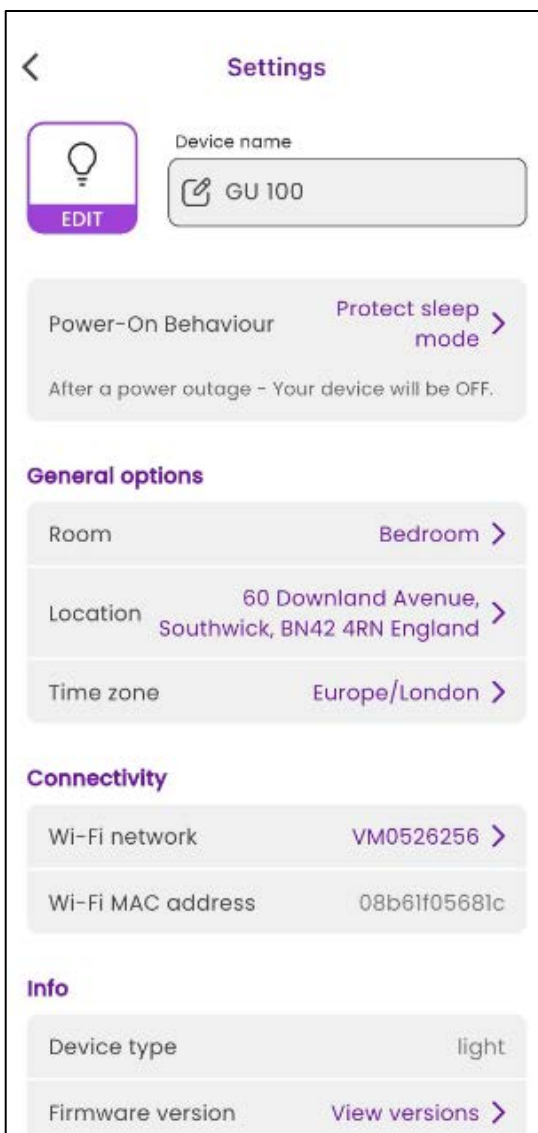 Settings
Device name
EDIT
GU 100
Power-On Behaviour
Protect sleep
mode
After a power outage - Your device will be OFF.
General options
Room
Bedroom
Location
60 Downland Avenue,
Southwick, BN42 4RN England
Time zone
Europe/London
Connectivity
Wi-Fi network
VM0526256
Wi-Fi MAC address
08b61f05681c
Info
Device type
light
Firmware version
View versions